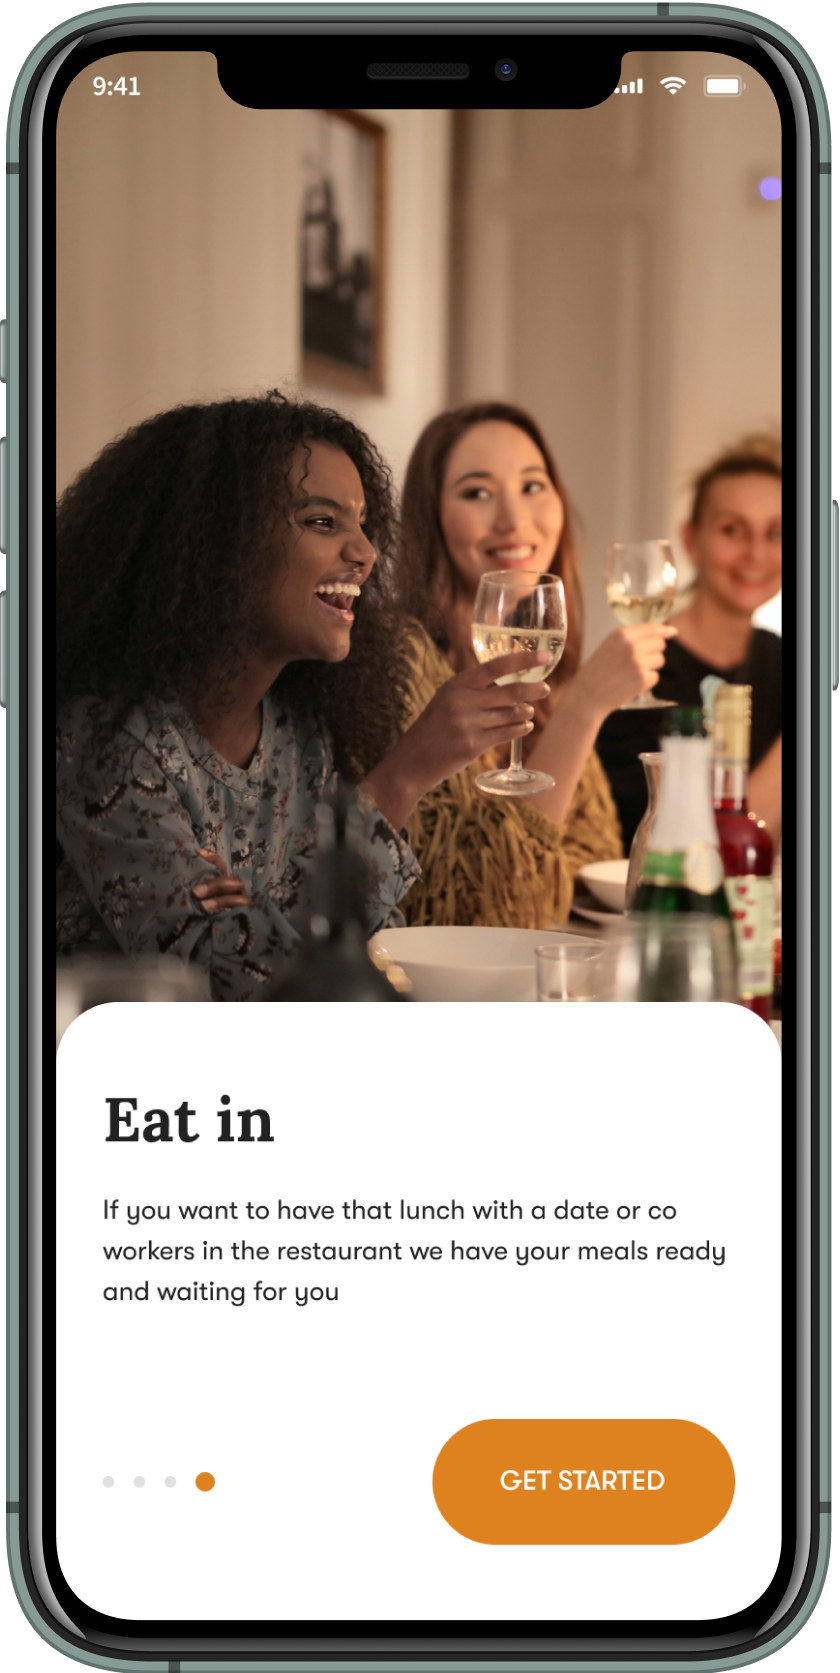 9:41
Eat in
If you want to have that lunch with a date or co
workers in the restaurant we have your meals ready
and waiting for you
GET STARTED